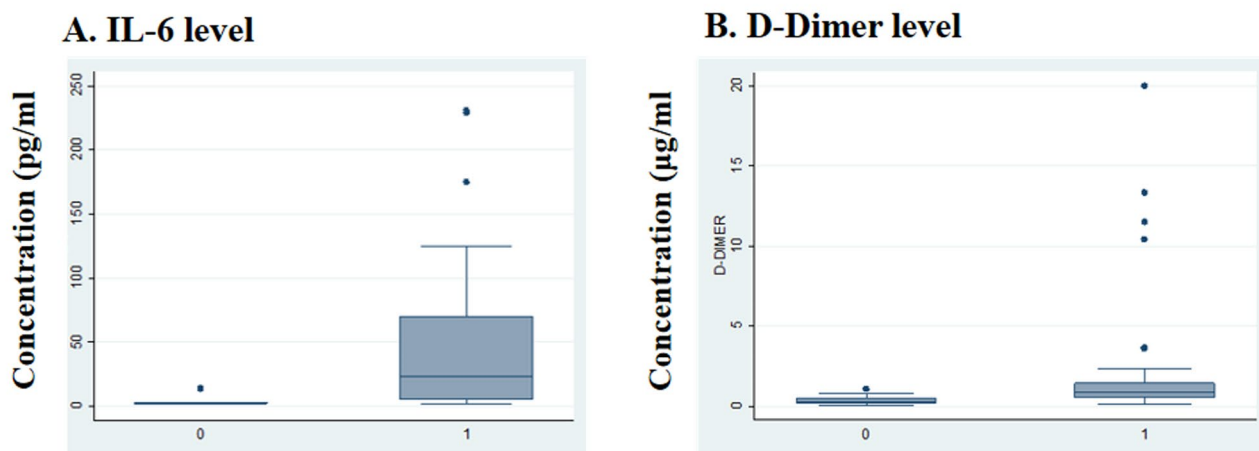 A. IL-6 level
Concentration (pg/ml
250
200
150
100
50
0
0 1
B. D-Dimer level
Concentration (µg/ml
D-DIMER
20
15
10
5
0
0 1